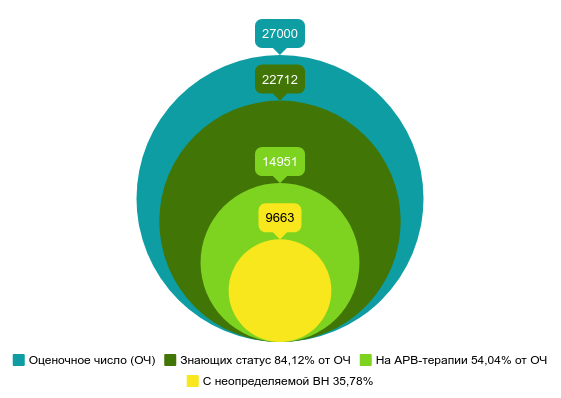 27000
22712
14951
9663
Оценочное число (ОЧ) Знающих статус 84,12% от ОЧ На АРВ-терапии 54,04% от ОЧ
С неопределяемой ВН 35,78%